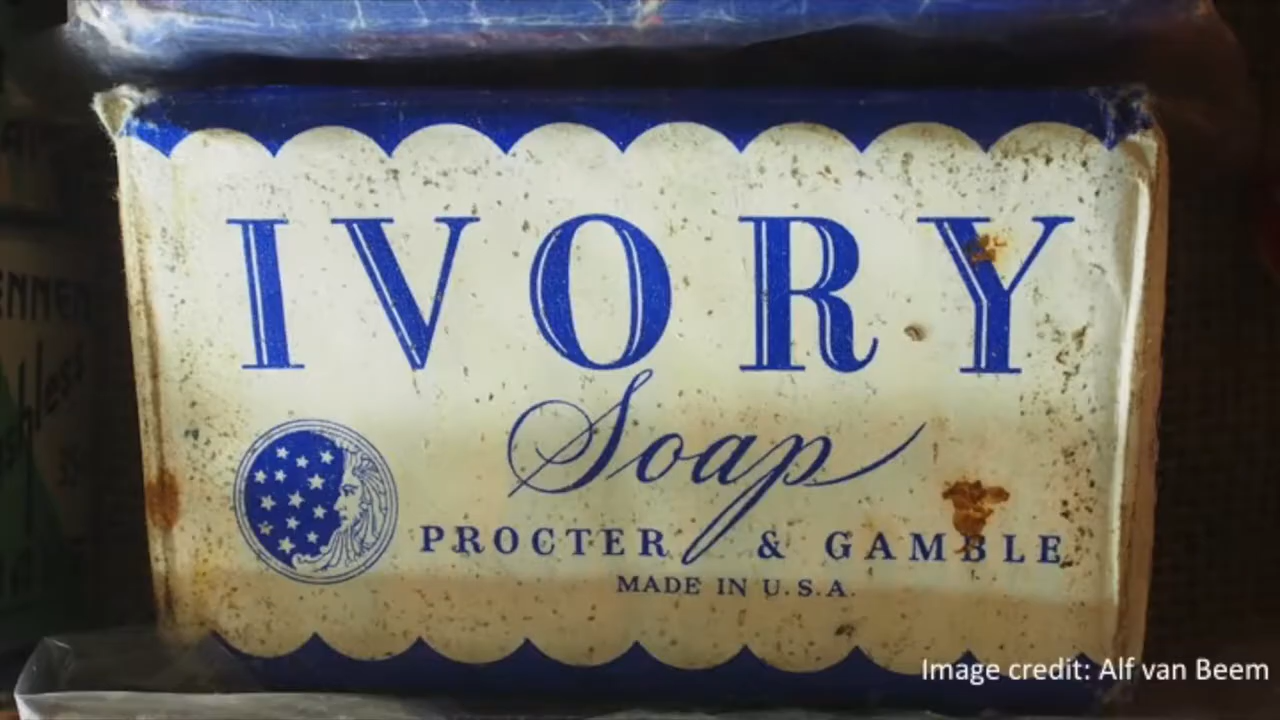 IVORY
Soap
PROCTER & GAMBLE
MADE IN U.S.A.
Image credit: Alf van Beem